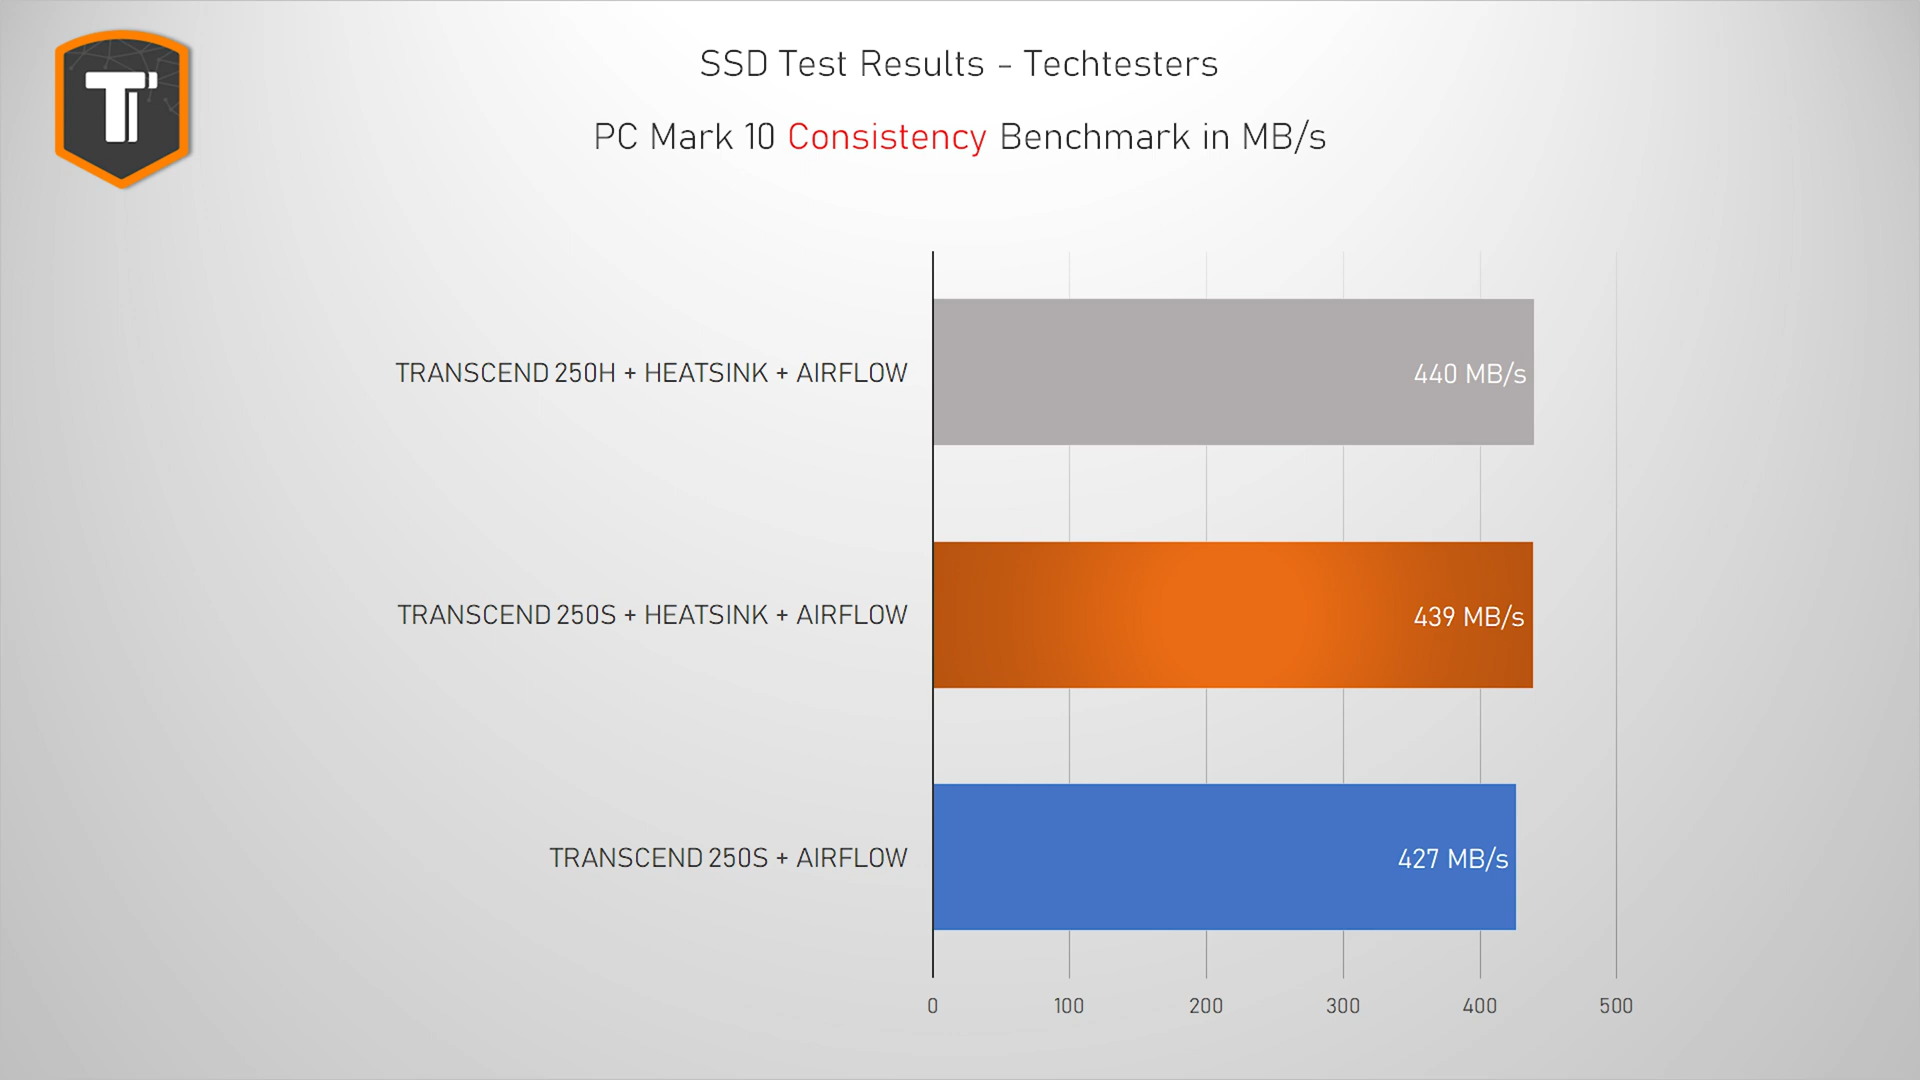 SSD Test Results - Techtesters
PC Mark 10 Consistency Benchmark in MB/s
TRANSCEND 250H + HEATSINK + AIRFLOW
440 MB/s
TRANSCEND 250S + HEATSINK + AIRFLOW
439 MB/s
TRANSCEND 250S + AIRFLOW
427 MB/s
0 100 200 300 400 500